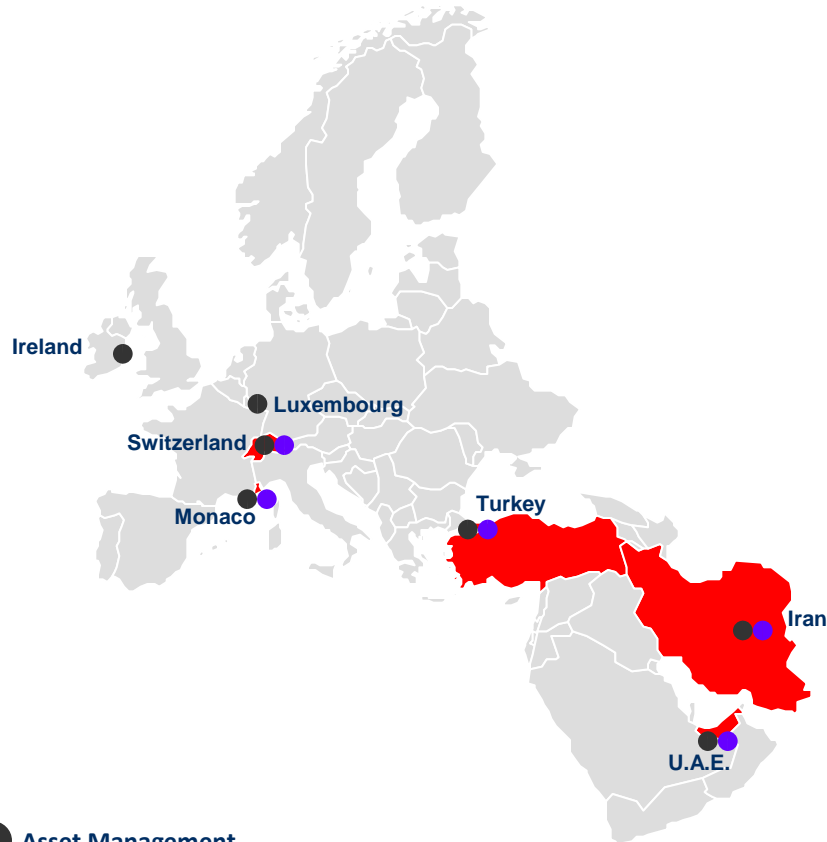 Ireland
Luxembourg
Switzerland
Monaco
Turkey
Iran
U.A.E.
Asset Management